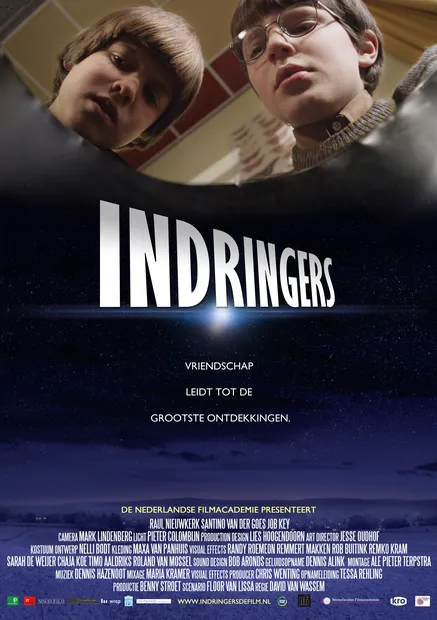 INDRINGERS
VRIENDSCHAP
LEIDT TOT DE
GROOTSTE ONTDEKKINGEN.
DE NEDERLANDSE FILMACADEMIE PRESENTEERT
RAUL NIEUWKERK SANTINO VAN DER GOES JOB KEY
CAMERA MARK LINDENBERG LICHT PIETER COLOMBIJN PRODUCTION DESIGN LIES HOOGENDOORN ART DIRECTOR JESSE OUDHOF
KOSTUUM ONTWERP NELLI BODT KLEDING MAXA VAN PANHUIS VISUAL EFFECTS RANDY ROEMEON REMMERT MAKKEN ROB BUITINK REMKO KRAM
SARAH DE WEIJER CHAJA KOE TIMO AALDRIKS ROLAND VAN MOSSEL SOUND DESIGN BOB ARONDS GELUIDSOPNAME DENNIS ALINK MONTAGE ALE PIETER TERPSTRA
MUZIEK DENNIS HAZENOOT MIXAGE MARIA KRAMER VISUAL EFFECTS PRODUCER CHRIS WENTING OPNAMELEIDING TESSA REHLING
PRODUCTIE BENNY STROET SCENARIO FLOOR VAN LISSA REGIE DAVID VAN WASSEM
wrap WWW.INDRINGERSDEFILM.NL Nederlandse Filmacademie kro